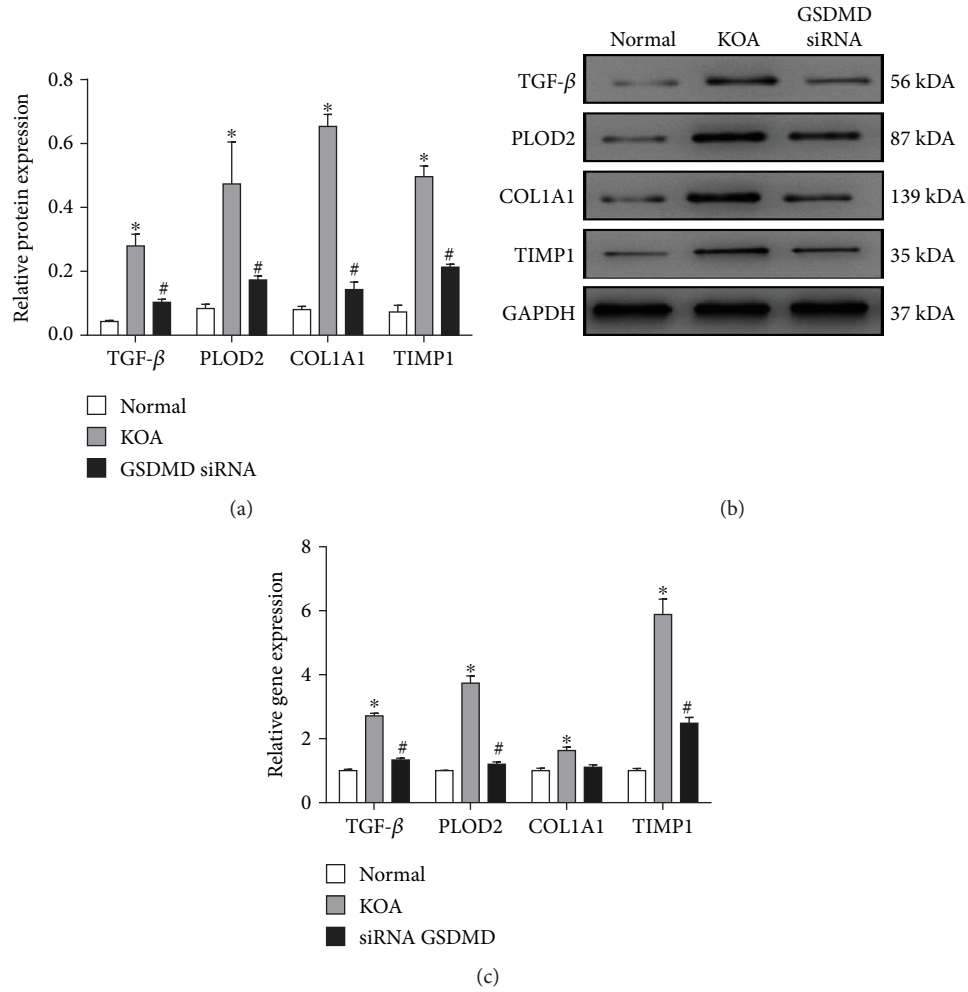 Relative protein expression
0.8
0.6
0.4
0.2
0.0
*
#
*
#
*
#
*
#
TGF-β PLOD2 COL1A1 TIMP1
Normal
KOA
GSDMD siRNA
(a)
Normal KOA GSDMD
siRNA
TGF-β 56 kDA
PLOD2 87 kDA
COL1A1 139 kDA
TIMP1 35 kDA
GAPDH 37 kDA
(b)
Relative gene expression
8
6
4
2
0
*
#
*
#
*
*
#
TGF-β PLOD2 COL1A1 TIMP1
Normal
KOA
siRNA GSDMD
(c)